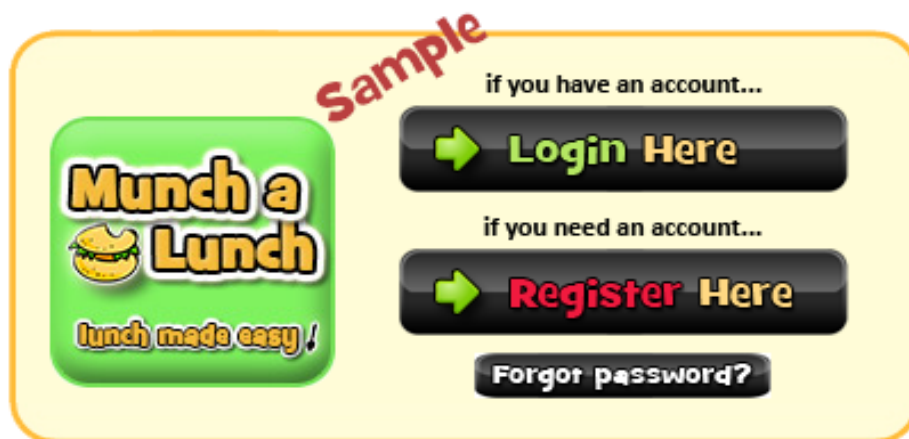 Sample
if you have an account...
Login Here
if you need an account...
Register Here
Forgot password?
Munch a
Lunch
lunch made easy!